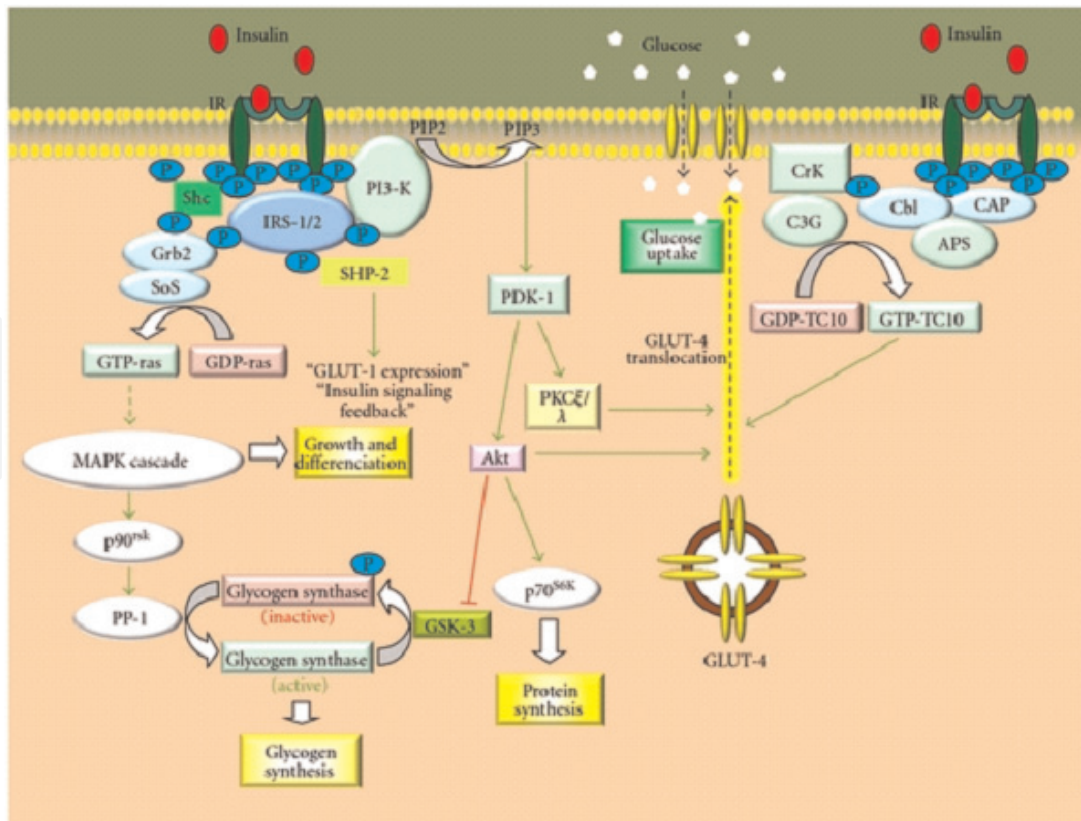 Insulin
IR
P
P
P
P
P
P
P
P
P
Shc
P
Grb2
P
IRS-1/2
P
P
SoS
PI3-K
PIP2
PIP3
SHP-2
GTP-ras
GDP-ras
"GLUT-1 expression"
"Insulin signaling
feedback"
MAPK cascade
Growth and
differenciation
p90rsk
PP-1
P
Glycogen synthase
(inactive)
Glycogen synthase
(active)
GSK-3
Glycogen
synthesis
PDK-1
PKCξ/
λ
Akt
p70S6K
Protein
synthesis
Glucose
Glucose
uptake
GLUT-4
translocation
GLUT-4
Insulin
IR
CrK
P
P
P
P
P
P
P
C3G
Cbl
CAP
APS
GDP-TC10
GTP-TC10